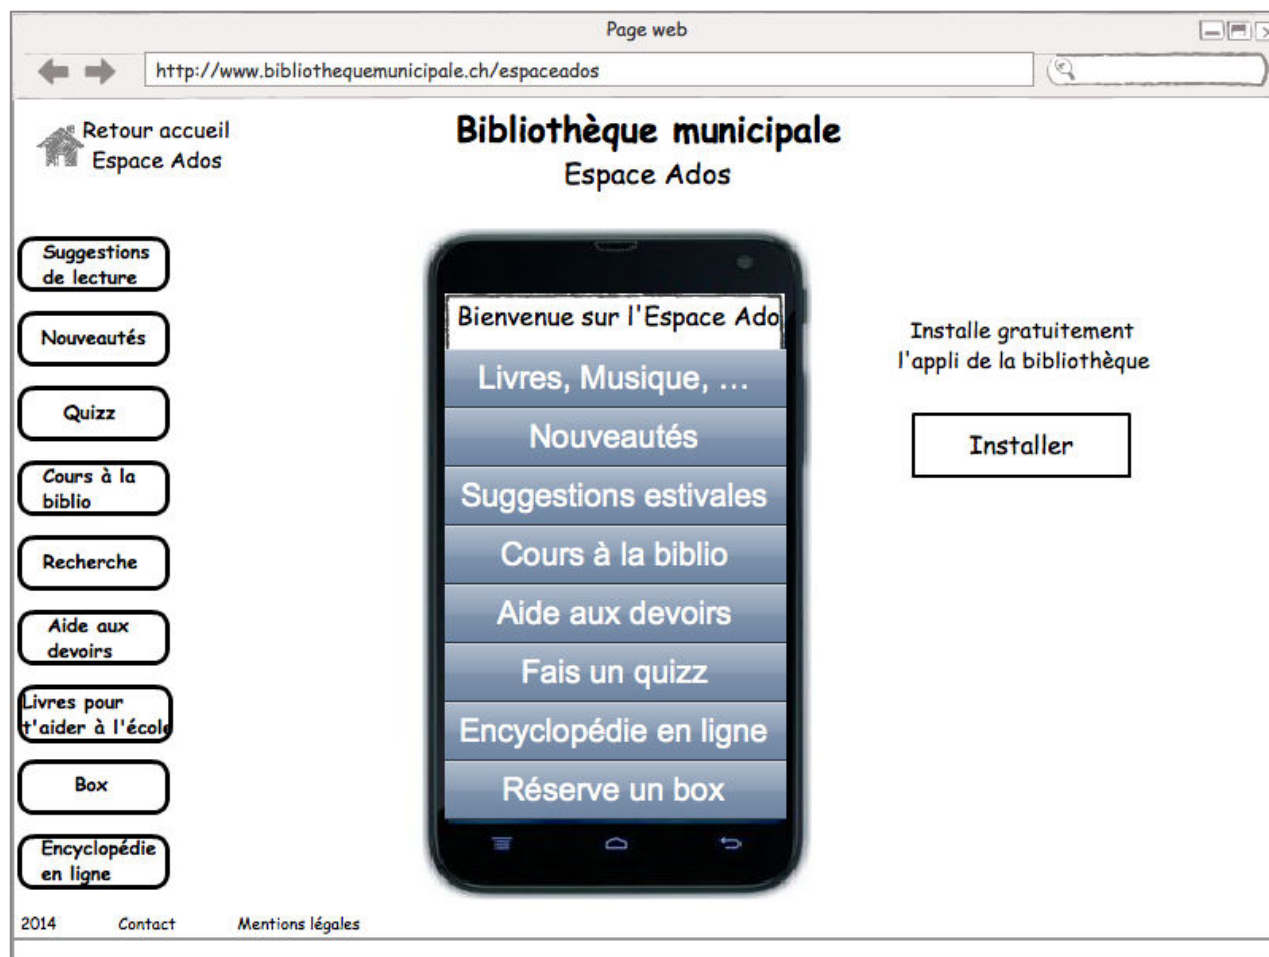 Page web
http://www.bibliothequemunicipale.ch/espaceados
Retour accueil
Espace Ados
Bibliothèque municipale
Espace Ados
Suggestions
de lecture
Nouveautés
Quizz
Cours à la
biblio
Recherche
Aide aux
devoirs
Livres pour
t'aider à l'école
Box
Encyclopédie
en ligne
Bienvenue sur l'Espace Ado
Livres, Musique, ...
Nouveautés
Suggestions estivales
Cours à la biblio
Aide aux devoirs
Fais un quizz
Encyclopédie en ligne
Réserve un box
Installe gratuitement
l'appli de la bibliothèque
Installer
2014 Contact Mentions légales